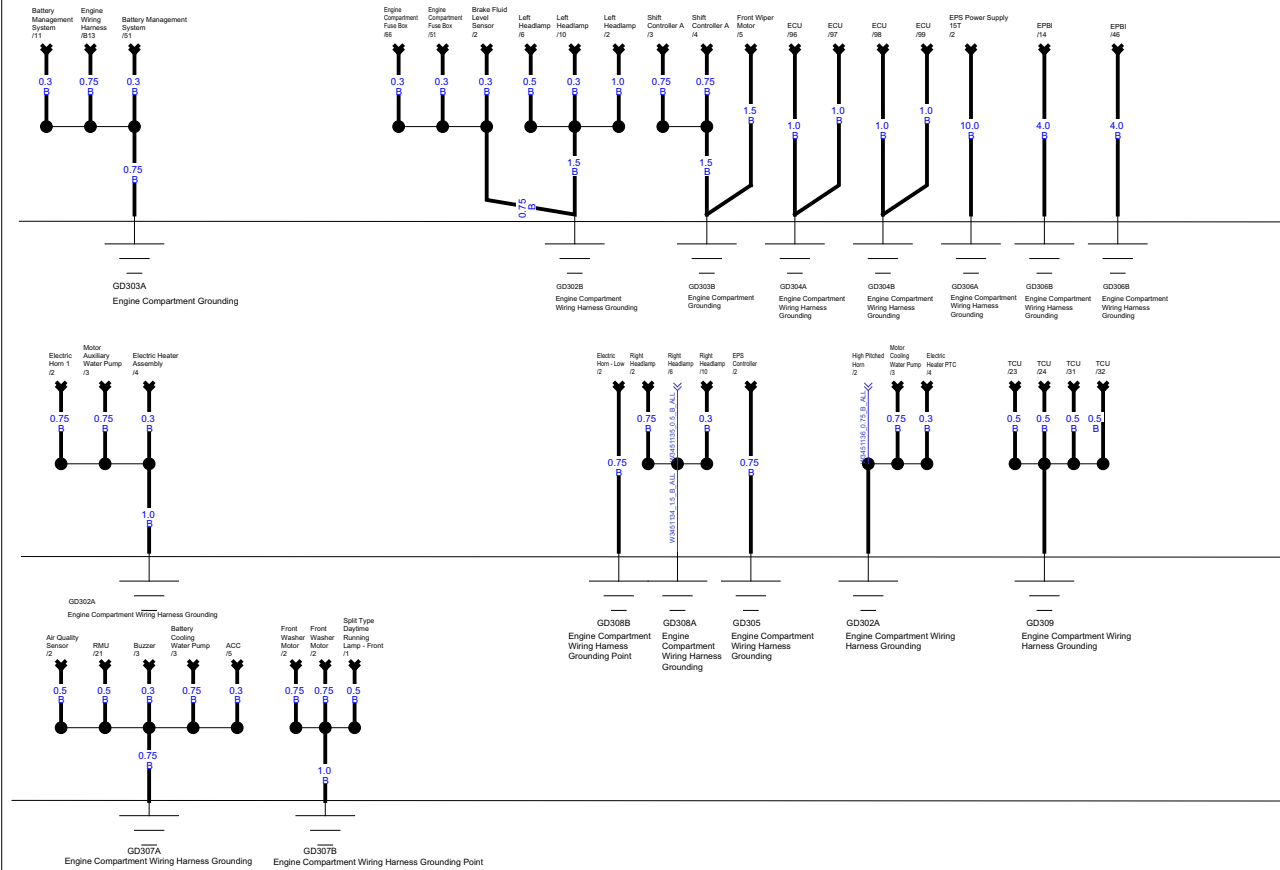 Battery
Management
System
/11
Engine
Wiring
Harness
/B13
Battery Management
System
/51
Engine
Compartment
Fuse Box
/66
Engine
Compartment
Fuse Box
/51
Brake Fluid
Level
Sensor
/2
Left
Headlamp
/6
Left
Headlamp
/10
Left
Headlamp
/2
Shift
Controller A
/3
Shift
Controller A
/4
Front Wiper
Motor
/5
ECU
/96
ECU
/97
ECU
/98
ECU
/99
EPS Power Supply
15T
/2
EPBI
/14
EPBI
/46
0.3
B
0.75
B
0.3
B
0.3
B
0.3
B
0.3
B
0.5
B
0.3
B
1.0
B
0.75
B
0.75
B
1.5
B
1.0
B
1.0
B
1.0
B
1.0
B
10.0
B
4.0
B
4.0
B
0.75
B
1.5
B
1.5
B
0.75
B
GD303A
Engine Compartment Grounding
GD302B
Engine Compartment
Wiring Harness Grounding
GD303B
Engine Compartment
Grounding
GD304A
Engine Compartment
Wiring Harness
Grounding
GD304B
Engine Compartment
Wiring Harness
Grounding
GD306A
Engine Compartment
Wiring Harness
Grounding
GD306B
Engine Compartment
Wiring Harness
Grounding
GD306B
Engine Compartment
Wiring Harness
Grounding
Electric
Horn 1
/2
Motor
Auxiliary
Water Pump
/3
Electric Heater
Assembly
/4
Electric
Horn - Low
/2
Right
Headlamp
/2
Right
Headlamp
/6
Right
Headlamp
/10
EPS
Controller
/2
High Pitched
Horn
/2
Motor
Cooling
Water Pump
/3
Electric
Heater PTC
/4
TCU
/23
TCU
/24
TCU
/31
TCU
/32
0.75
B
0.75
B
0.3
B
1.0
B
0.75
B
0.75
B
W3451135_0.5_B_ALL
W3451134_1.5_B_ALL
0.3
B
0.75
B
W3451136_0.75_B_ALL
0.75
B
0.3
B
0.5
B
0.5
B
0.5
B
0.5
B
GD302A
Engine Compartment Wiring Harness Grounding
GD308B
Engine Compartment
Wiring Harness
Grounding Point
GD308A
Engine
Compartment
Wiring Harness
Grounding
GD305
Engine Compartment
Wiring Harness
Grounding
GD302A
Engine Compartment Wiring
Harness Grounding
GD309
Engine Compartment Wiring
Harness Grounding
Air Quality
Sensor
/2
RMU
/21
Buzzer
/3
Battery
Cooling
Water Pump
/3
ACC
/5
Front
Washer
Motor
/2
Front
Washer
Motor
/2
Split Type
Daytime
Running
Lamp - Front
/1
0.5
B
0.5
B
0.3
B
0.75
B
0.3
B
0.75
B
0.75
B
0.5
B
0.75
B
1.0
B
GD307A
Engine Compartment Wiring Harness Grounding
GD307B
Engine Compartment Wiring Harness Grounding Point